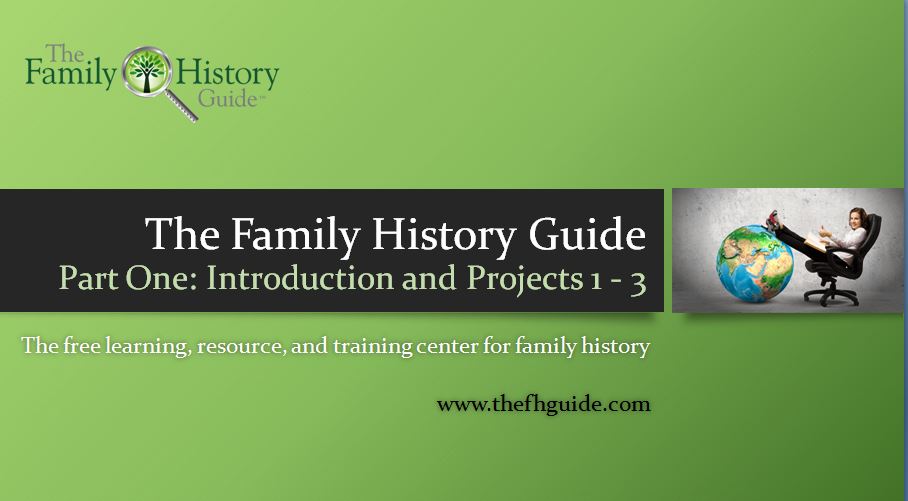 The
Family History
Guide™
The Family History Guide
Part One: Introduction and Projects 1 - 3
The free learning, resource, and training center for family history
www.thefhguide.com